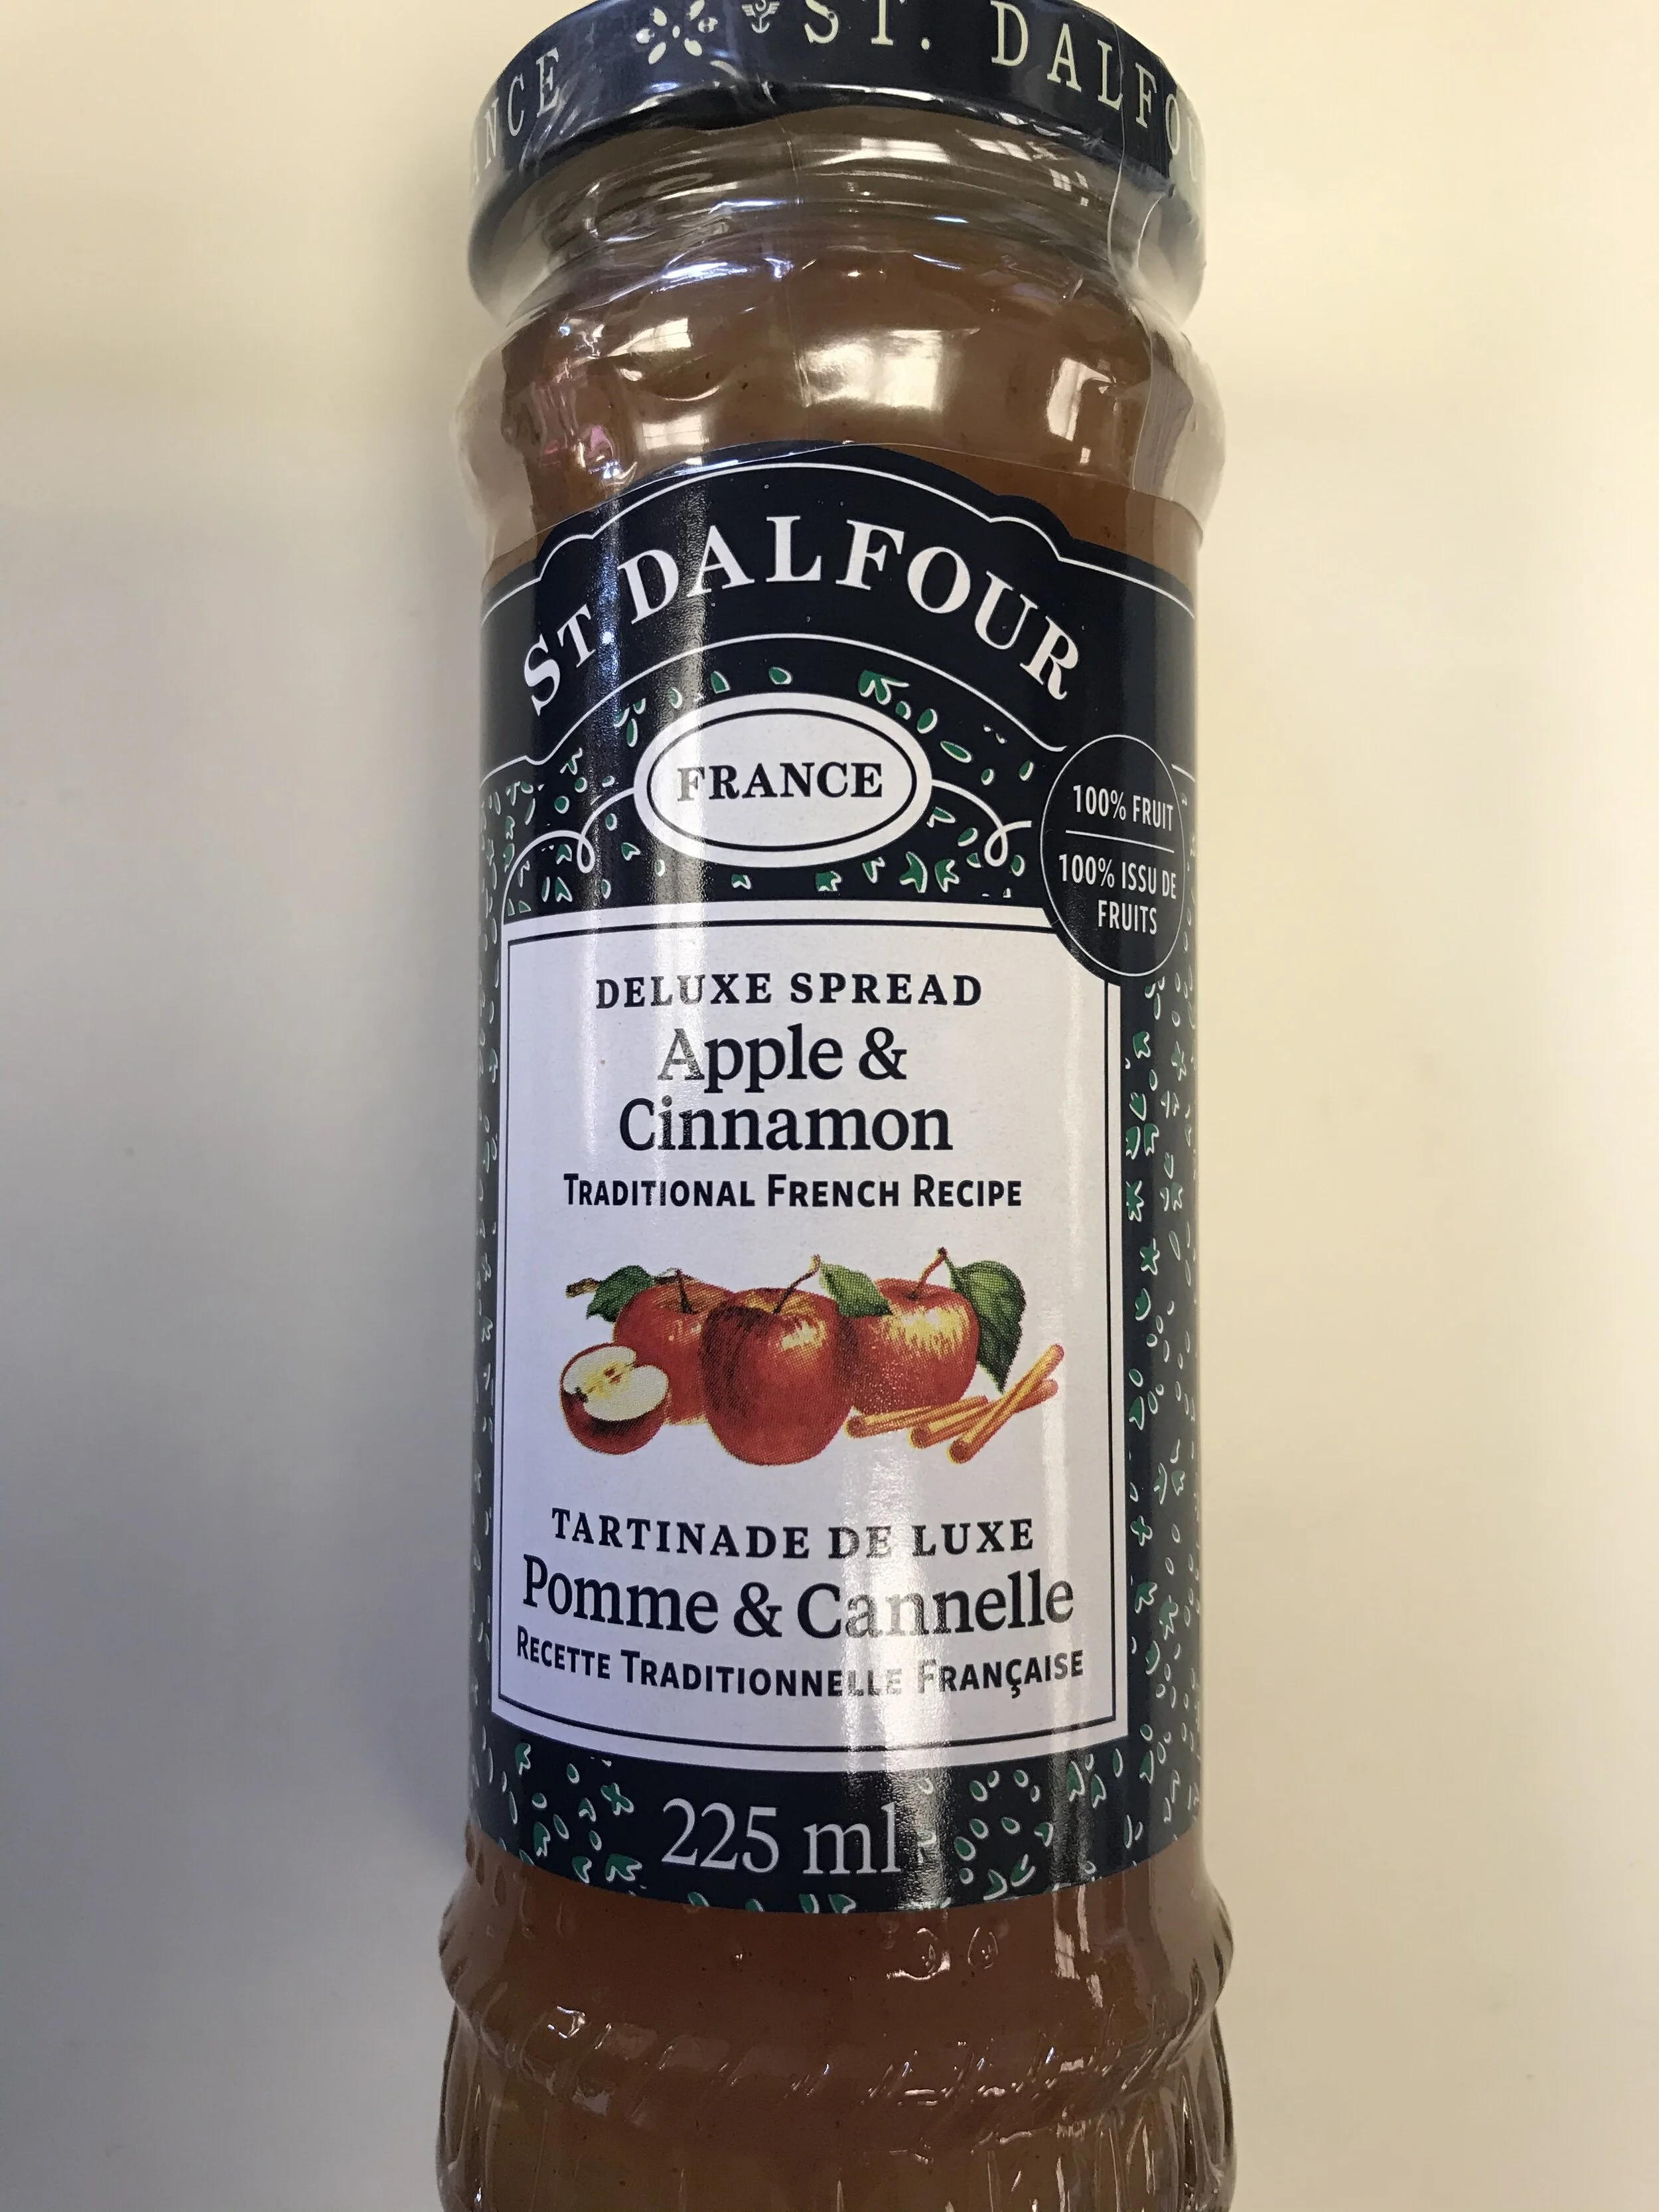 ST. DALFOUR
ST. DALFOUR
FRANCE
100% FRUIT
100% ISSU DE
FRUITS
DELUXE SPREAD
Apple &
Cinnamon
TRADITIONAL FRENCH RECIPE
TARTINADE DE LUXE
Pomme & Cannelle
RECETTE TRADITIONNELLE FRANÇAISE
225 ml